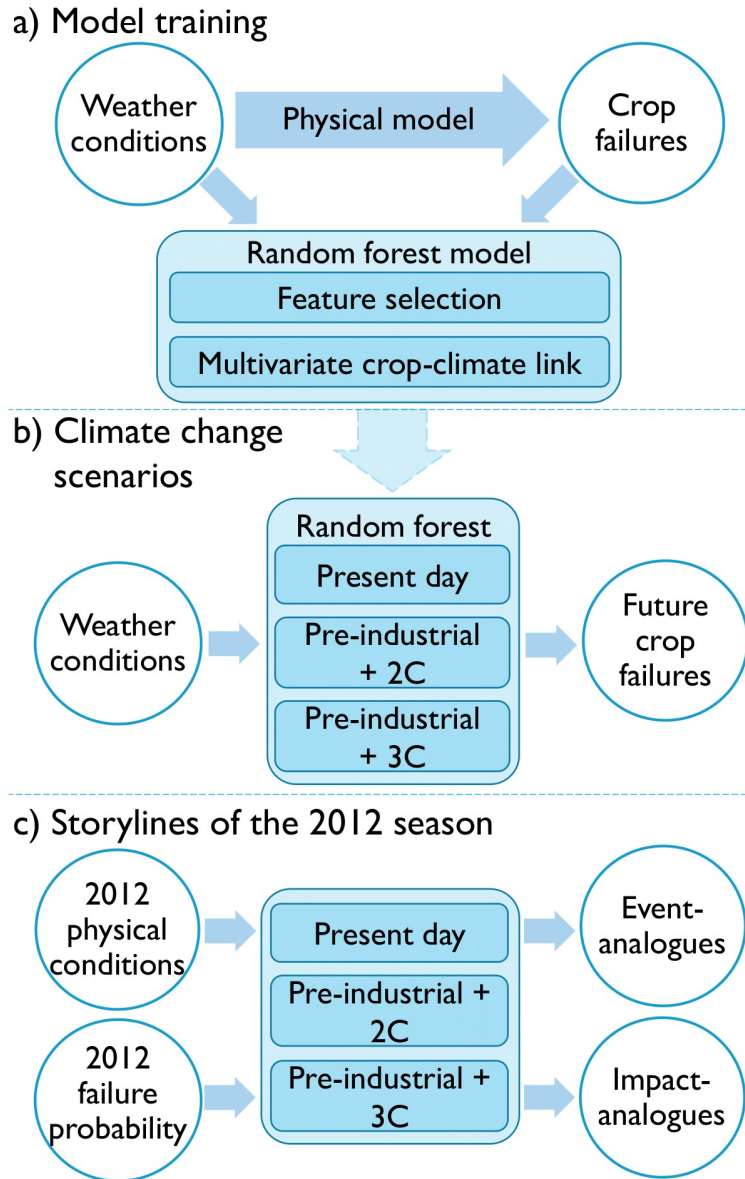 a) Model training
Weather
conditions
Physical model
Crop
failures
Random forest model
Feature selection
Multivariate crop-climate link
b) Climate change
scenarios
Random forest
Present day
Weather
conditions
Pre-industrial
+ 2C
Future
crop
failures
Pre-industrial
+ 3C
c) Storylines of the 2012 season
2012
physical
conditions
Present day
Event-
analogues
Pre-industrial +
2C
2012
failure
probability
Pre-industrial +
3C
Impact-
analogues